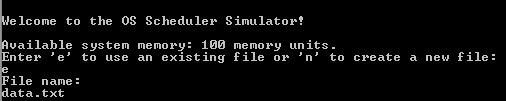 Welcome to the OS Scheduler Simulator!
Available system memory: 100 memory units.
Enter 'e' to use an existing file or 'n' to create a new file:
e
File name:
data.txt